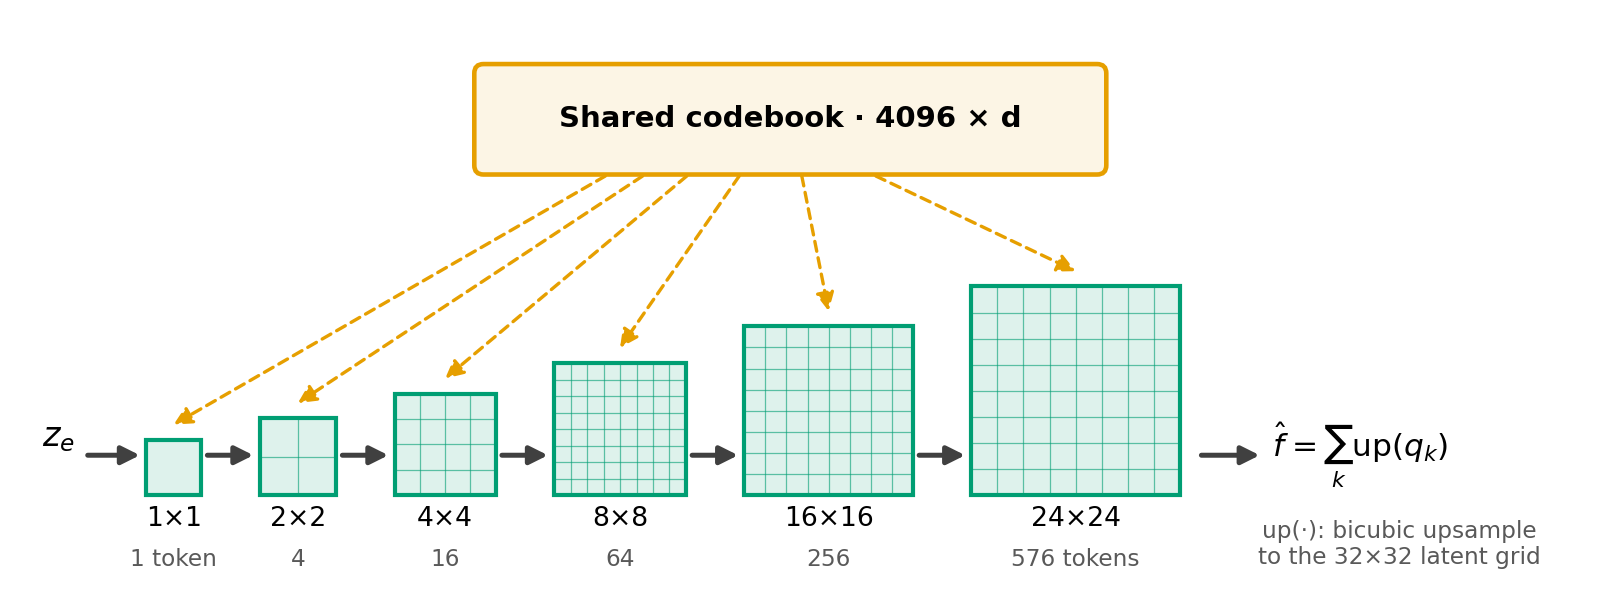 Shared codebook · 4096 × d
z_e
f̂ = ∑_k up(q_k)
1×1
2×2
4×4
8×8
16×16
24×24
1 token
4
16
64
256
576 tokens
up(·): bicubic upsample
to the 32×32 latent grid